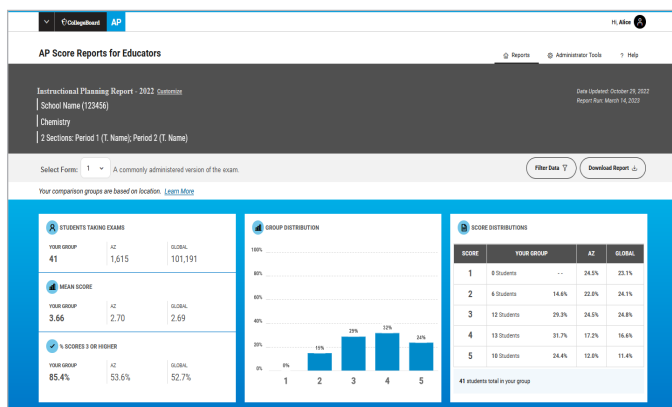 CollegeBoard AP
Hi, Alice
AP Score Reports for Educators
Reports
Administrator Tools
? Help
Instructional Planning Report - 2022 Customize
Data Updated: October 29, 2022
Report Run: March 14, 2023
School Name (123456)
Chemistry
2 Sections: Period 1 (T. Name); Period 2 (T. Name)
Select Form: 1 A commonly administered version of the exam.
Filter Data
Download Report
Your comparison groups are based on location. Learn More
STUDENTS TAKING EXAMS
YOUR GROUP AZ GLOBAL
41 1,615 101,191
MEAN SCORE
YOUR GROUP AZ GLOBAL
3.66 2.70 2.69
% SCORES 3 OR HIGHER
YOUR GROUP AZ GLOBAL
85.4% 53.6% 52.7%
GROUP DISTRIBUTION
100%
80%
60%
40%
20%
0%
0% 15% 29% 32% 24%
1 2 3 4 5
SCORE DISTRIBUTIONS
SCORE YOUR GROUP AZ GLOBAL
1 0 Students -- 24.5% 23.1%
2 6 Students 14.6% 22.0% 24.1%
3 12 Students 29.3% 24.5% 24.8%
4 13 Students 31.7% 17.2% 16.6%
5 10 Students 24.4% 12.0% 11.4%
41 students total in your group